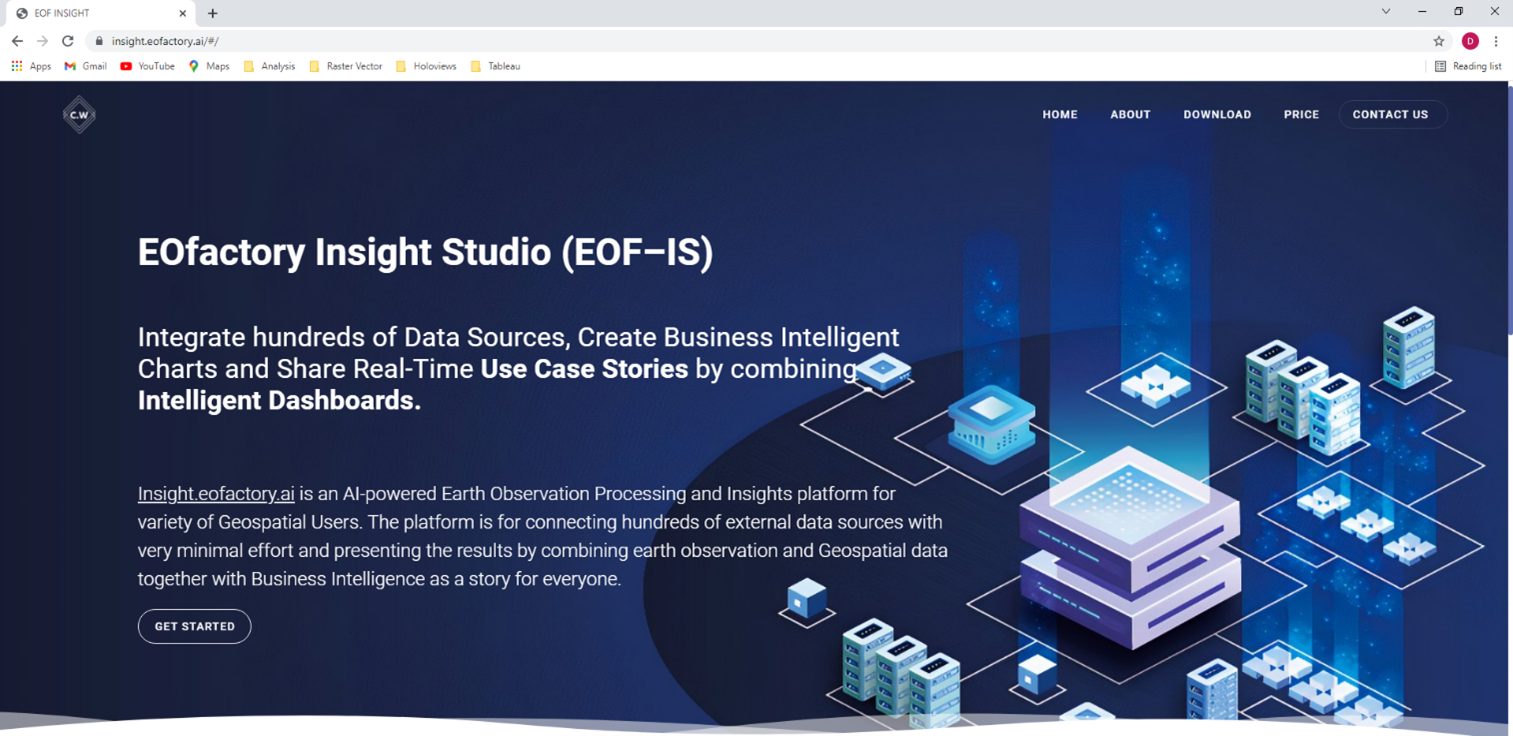 EOF INSIGHT
insight.eofactory.ai/#/
D
Apps Gmail YouTube Maps Analysis Raster Vector Holoviews Tableau Reading list
C.W
HOME ABOUT DOWNLOAD PRICE CONTACT US
EOfactory Insight Studio (EOF–IS)
Integrate hundreds of Data Sources, Create Business Intelligent
Charts and Share Real-Time Use Case Stories by combining
Intelligent Dashboards.
Insight.eofactory.ai is an AI-powered Earth Observation Processing and Insights platform for
variety of Geospatial Users. The platform is for connecting hundreds of external data sources with
very minimal effort and presenting the results by combining earth observation and Geospatial data
together with Business Intelligence as a story for everyone.
GET STARTED